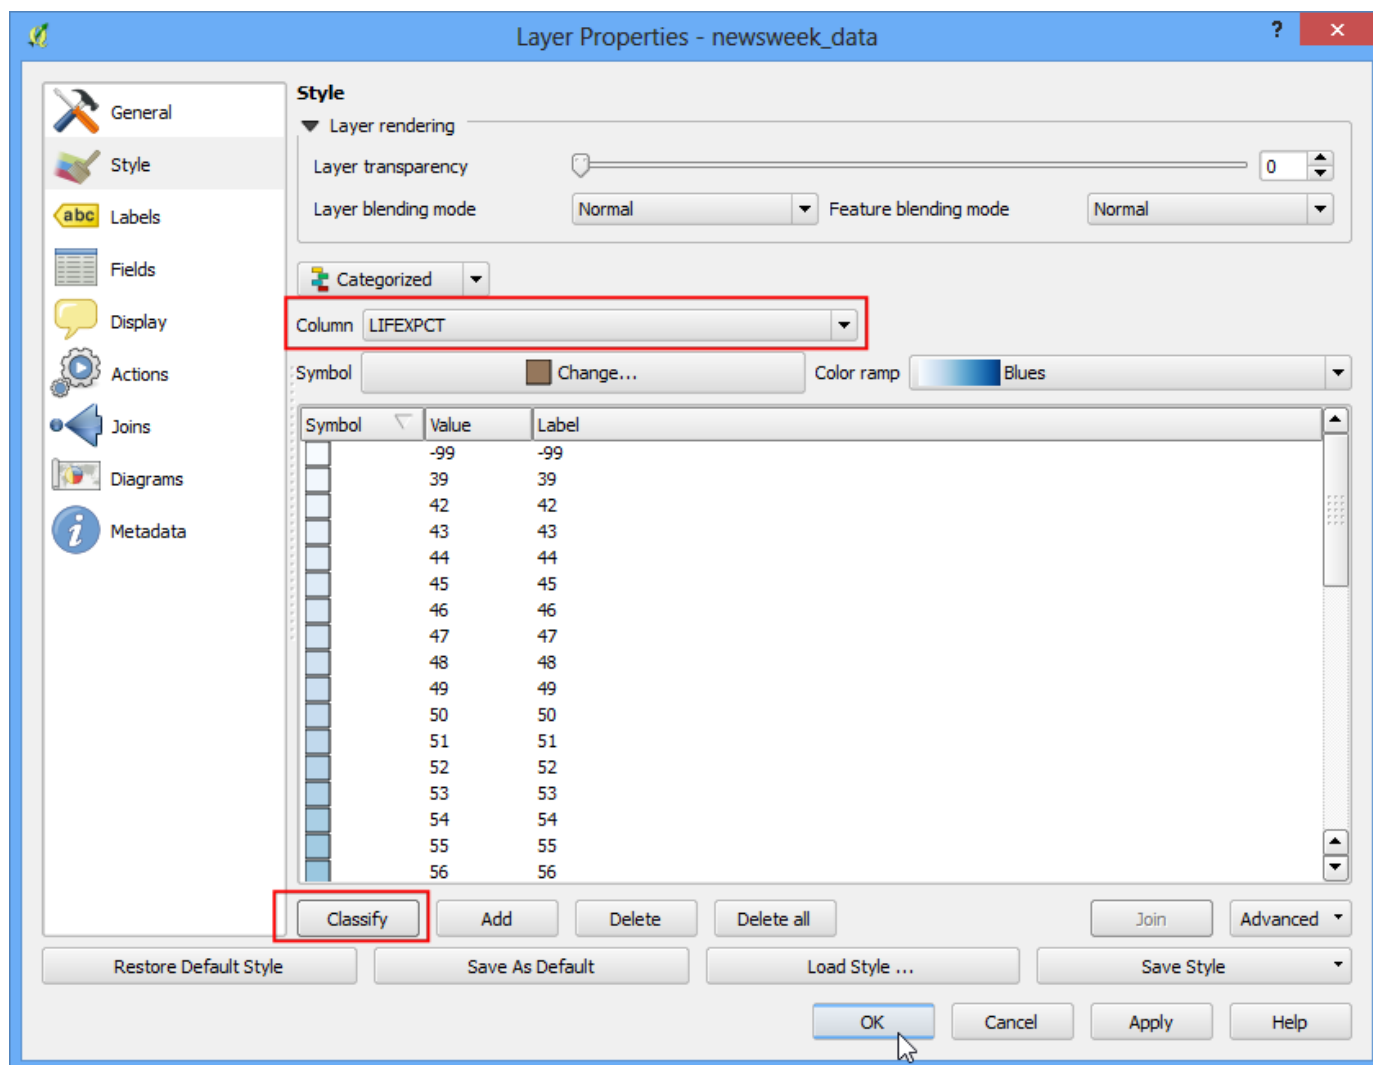 Layer Properties - newsweek_data ?
General
Style
abc Labels
Fields
Display
Actions
Joins
Diagrams
i Metadata
Style
Layer rendering
Layer transparency 0
Layer blending mode Normal Feature blending mode Normal
Categorized
Column LIFEXPCT
Symbol Change... Color ramp Blues
Symbol Value Label
-99 -99
39 39
42 42
43 43
44 44
45 45
46 46
47 47
48 48
49 49
50 50
51 51
52 52
53 53
54 54
55 55
56 56
Classify Add Delete Delete all Join Advanced
Restore Default Style Save As Default Load Style ... Save Style
OK Cancel Apply Help